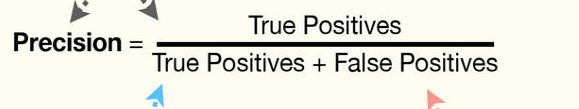 True Positives
Precision =
True Positives + False Positives